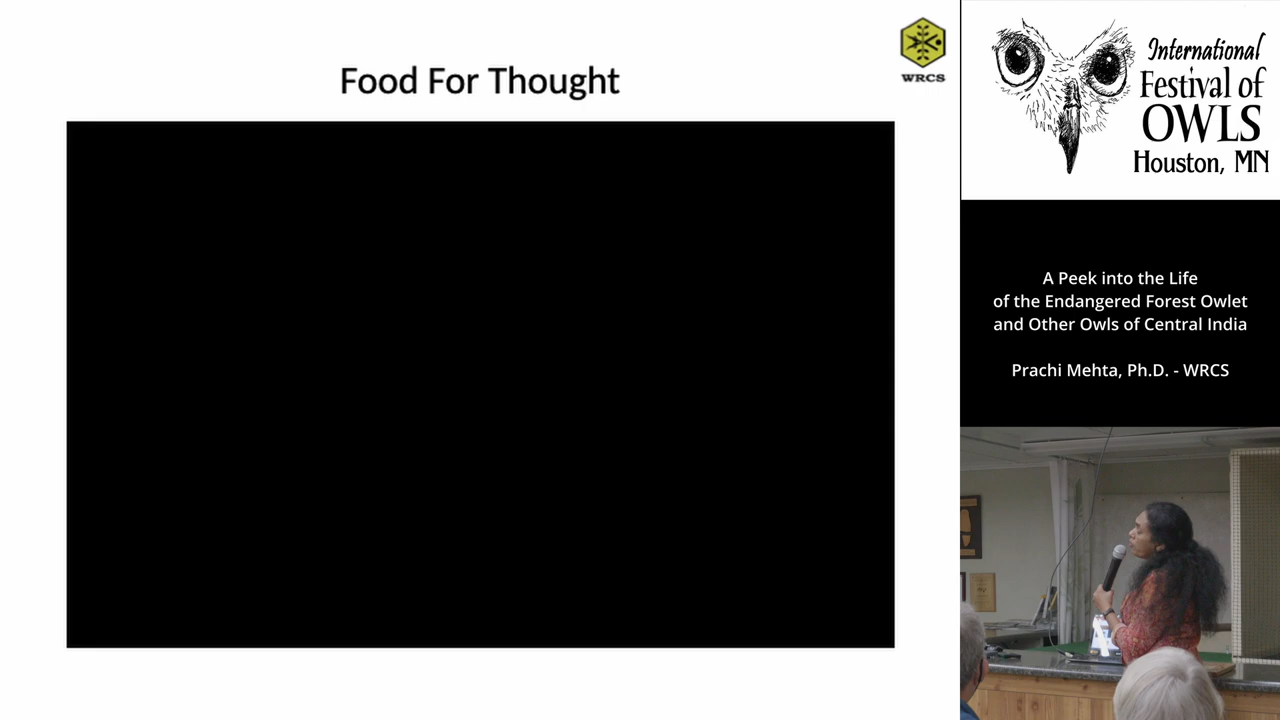 Food For Thought
WRCS
International
Festival of
OWLS
Houston, MN
A Peek into the Life
of the Endangered Forest Owlet
and Other Owls of Central India
Prachi Mehta, Ph.D. - WRCS